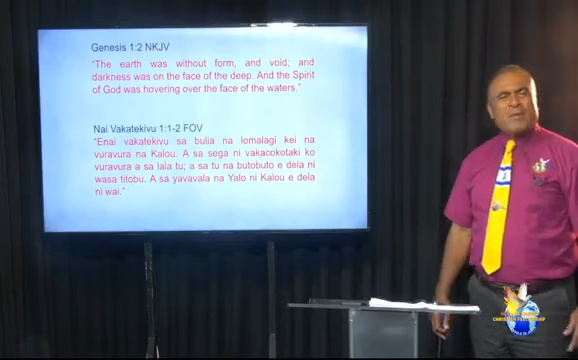 Genesis 1:2 NKJV
"The earth was without form, and void; and
darkness was on the face of the deep. And the Spirit
of God was hovering over the face of the waters."
Nai Vakatekivu 1:1-2 FOV
"Enai vakatekivu sa bulia na lomalagi kei na
vuravura na Kalou. A sa sega ni vakacokotaki ko
vuravura a sa lala tu; a sa tu na butobuto e dela ni
wasa titobu. A sa yavavala na Yalo ni Kalou e dela
ni wai."
CHRISTIAN FELLOWSHIP